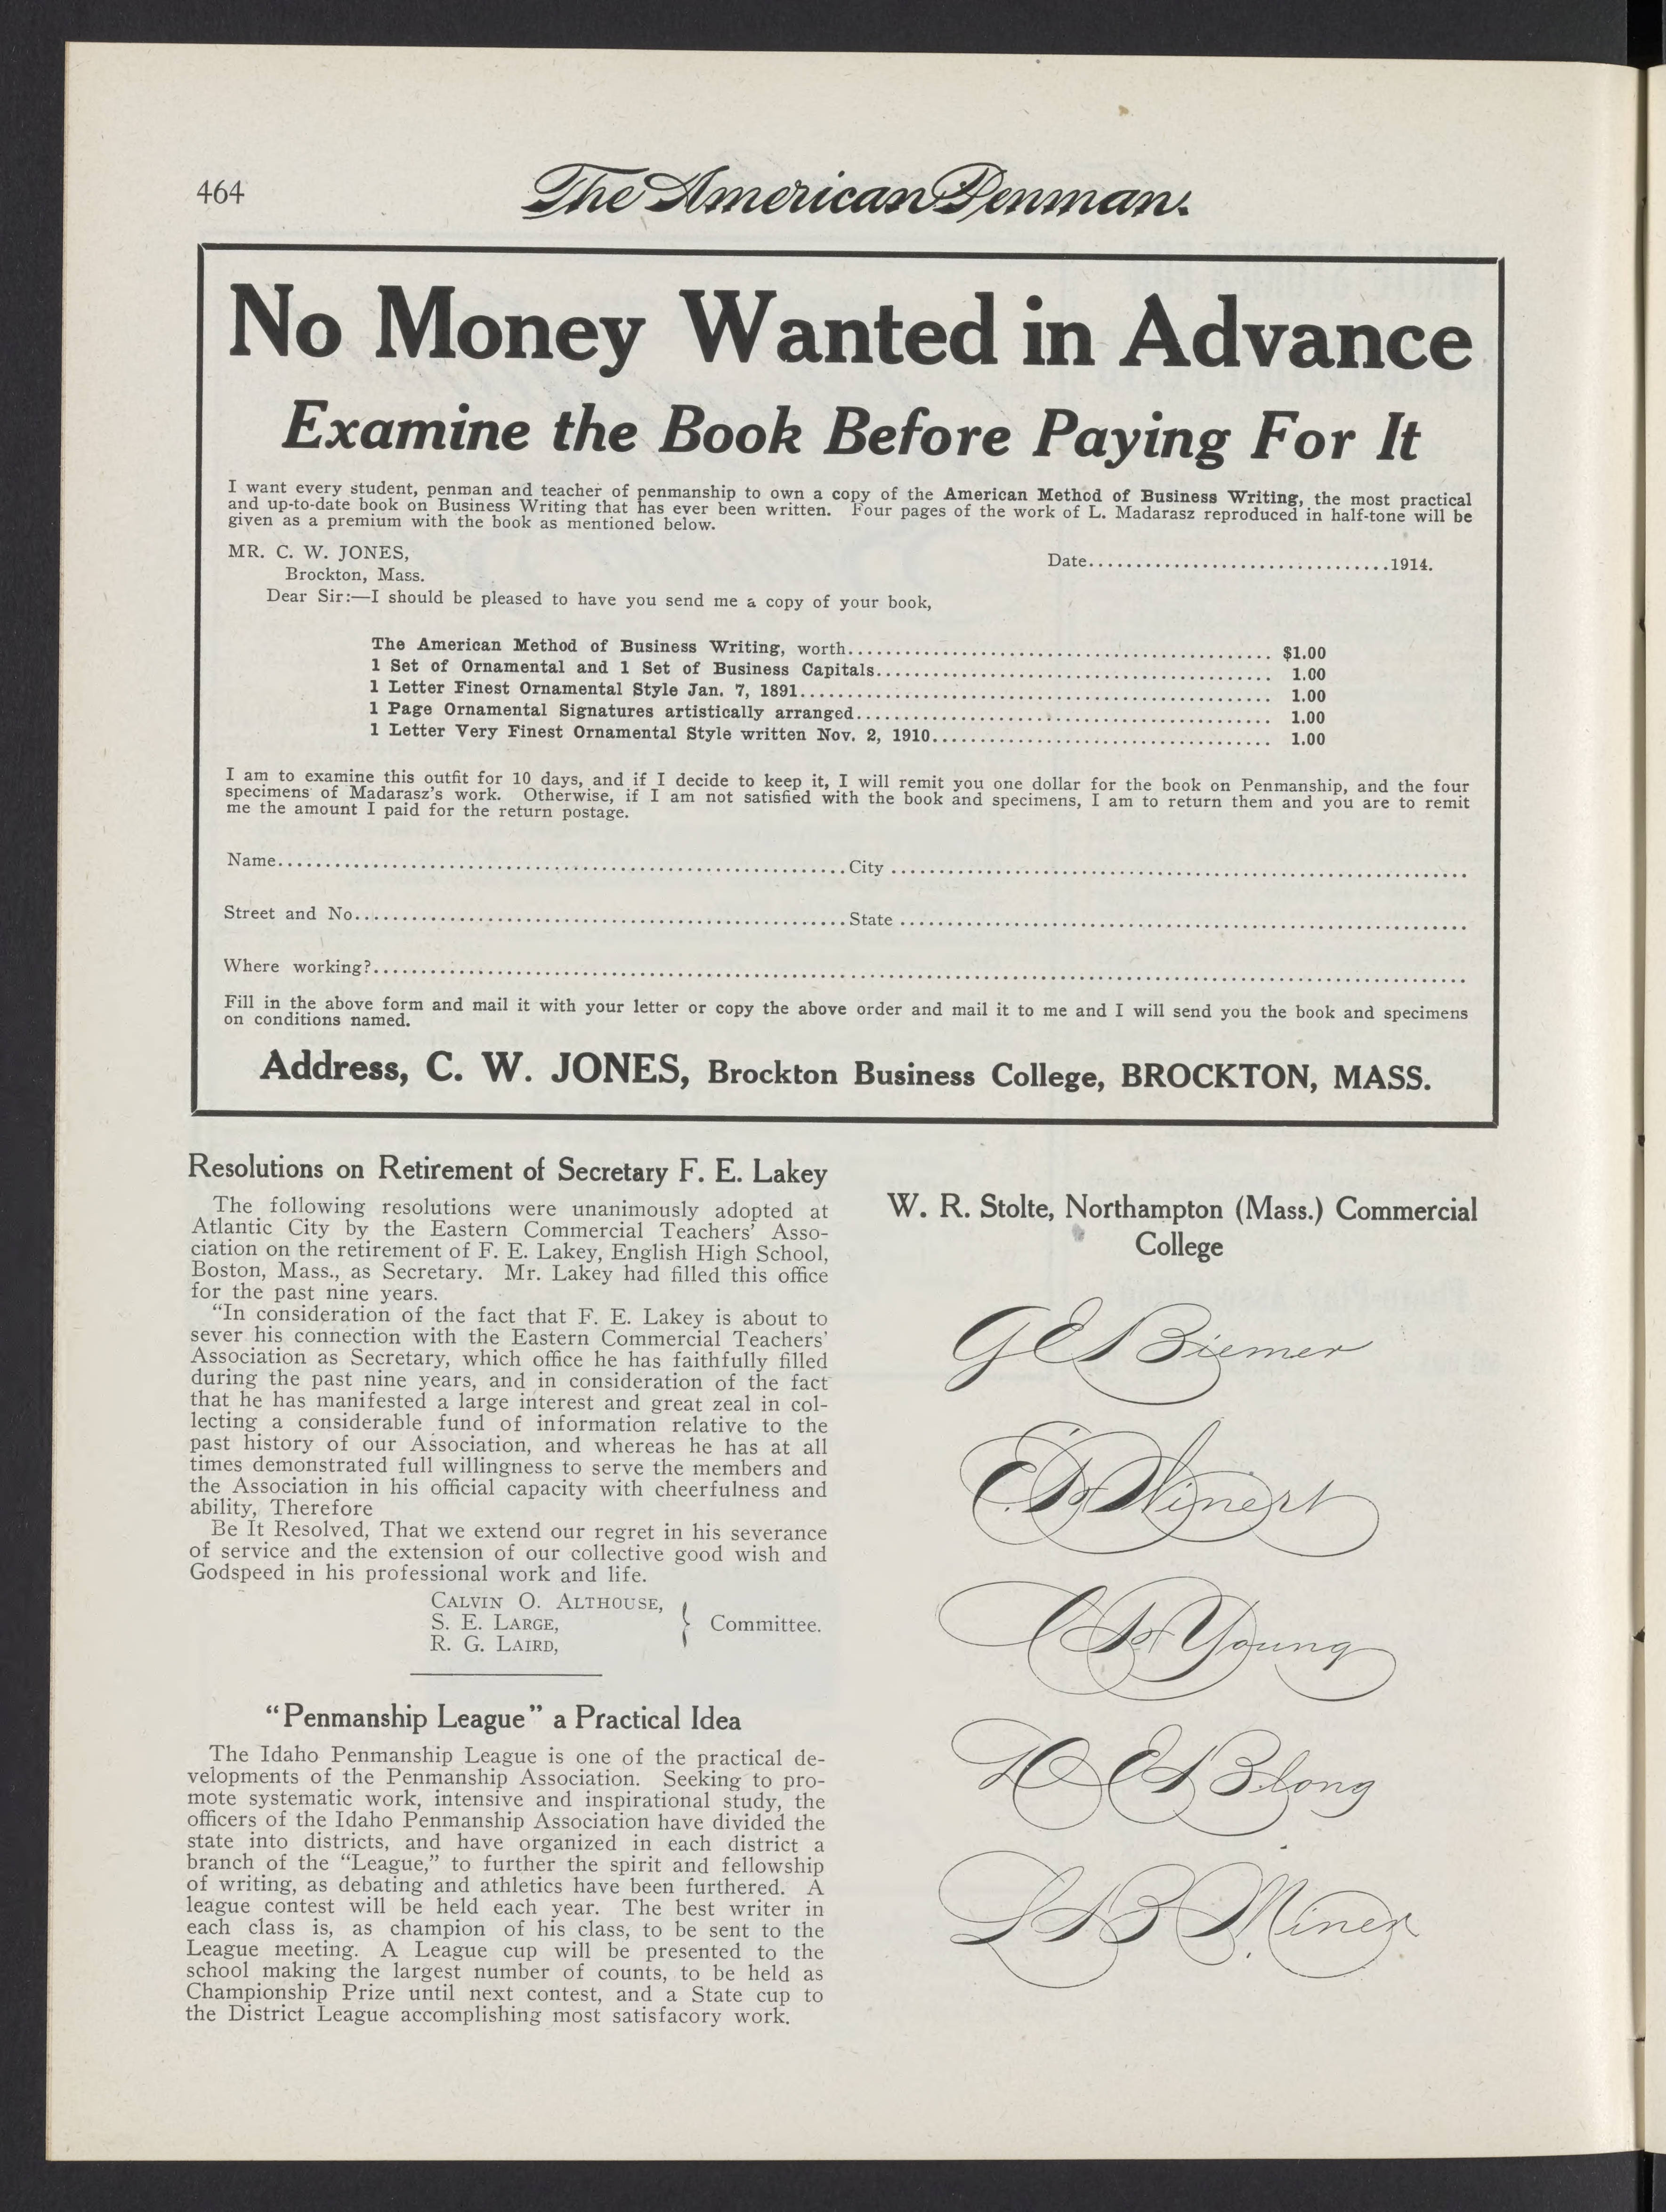 464
The American Penman.
No Money Wanted in Advance
Examine the Book Before Paying For It
I want every student, penman and teacher of penmanship to own a copy of the American Method of Business Writing, the most practical
and up-to-date book on Business Writing that has ever been written. Four pages of the work of L. Madarasz reproduced in half-tone will be
given as a premium with the book as mentioned below.
MR. C. W. JONES,
Date................................1914.
Brockton, Mass.
Dear Sir:—I should be pleased to have you send me a copy of your book,
The American Method of Business Writing, worth............................................. $1.00
1 Set of Ornamental and 1 Set of Business Capitals.......................................... 1.00
1 Letter Finest Ornamental Style Jan. 7, 1891.................................................. 1.00
1 Page Ornamental Signatures artistically arranged............................................ 1.00
1 Letter Very Finest Ornamental Style written Nov. 2, 1910.................................... 1.00
I am to examine this outfit for 10 days, and if I decide to keep it, I will remit you one dollar for the book on Penmanship, and the four
specimens of Madarasz's work. Otherwise, if I am not satisfied with the book and specimens, I am to return them and you are to remit
me the amount I paid for the return postage.
Name............................................................City .............................................................
Street and No....................................................State ............................................................
Where working?....................................................................................................................
Fill in the above form and mail it with your letter or copy the above order and mail it to me and I will send you the book and specimens
on conditions named.
Address, C. W. JONES, Brockton Business College, BROCKTON, MASS.
Resolutions on Retirement of Secretary F. E. Lakey
The following resolutions were unanimously adopted at
Atlantic City by the Eastern Commercial Teachers' Asso-
ciation on the retirement of F. E. Lakey, English High School,
Boston, Mass., as Secretary. Mr. Lakey had filled this office
for the past nine years.
"In consideration of the fact that F. E. Lakey is about to
sever his connection with the Eastern Commercial Teachers'
Association as Secretary, which office he has faithfully filled
during the past nine years, and in consideration of the fact
that he has manifested a large interest and great zeal in col-
lecting a considerable fund of information relative to the
past history of our Association, and whereas he has at all
times demonstrated full willingness to serve the members and
the Association in his official capacity with cheerfulness and
ability, Therefore
Be It Resolved, That we extend our regret in his severance
of service and the extension of our collective good wish and
Godspeed in his professional work and life.
CALVIN O. ALTHOUSE,
S. E. LARGE,
R. G. LAIRD,
} Committee.
"Penmanship League" a Practical Idea
The Idaho Penmanship League is one of the practical de-
velopments of the Penmanship Association. Seeking to pro-
mote systematic work, intensive and inspirational study, the
officers of the Idaho Penmanship Association have divided the
state into districts, and have organized in each district a
branch of the "League," to further the spirit and fellowship
of writing, as debating and athletics have been furthered. A
league contest will be held each year. The best writer in
each class is, as champion of his class, to be sent to the
League meeting. A League cup will be presented to the
school making the largest number of counts, to be held as
Championship Prize until next contest, and a State cup to
the District League accomplishing most satisfacory work.
W. R. Stolte, Northampton (Mass.) Commercial
College
G E Biemer
Winert
Young
Blong
Miner